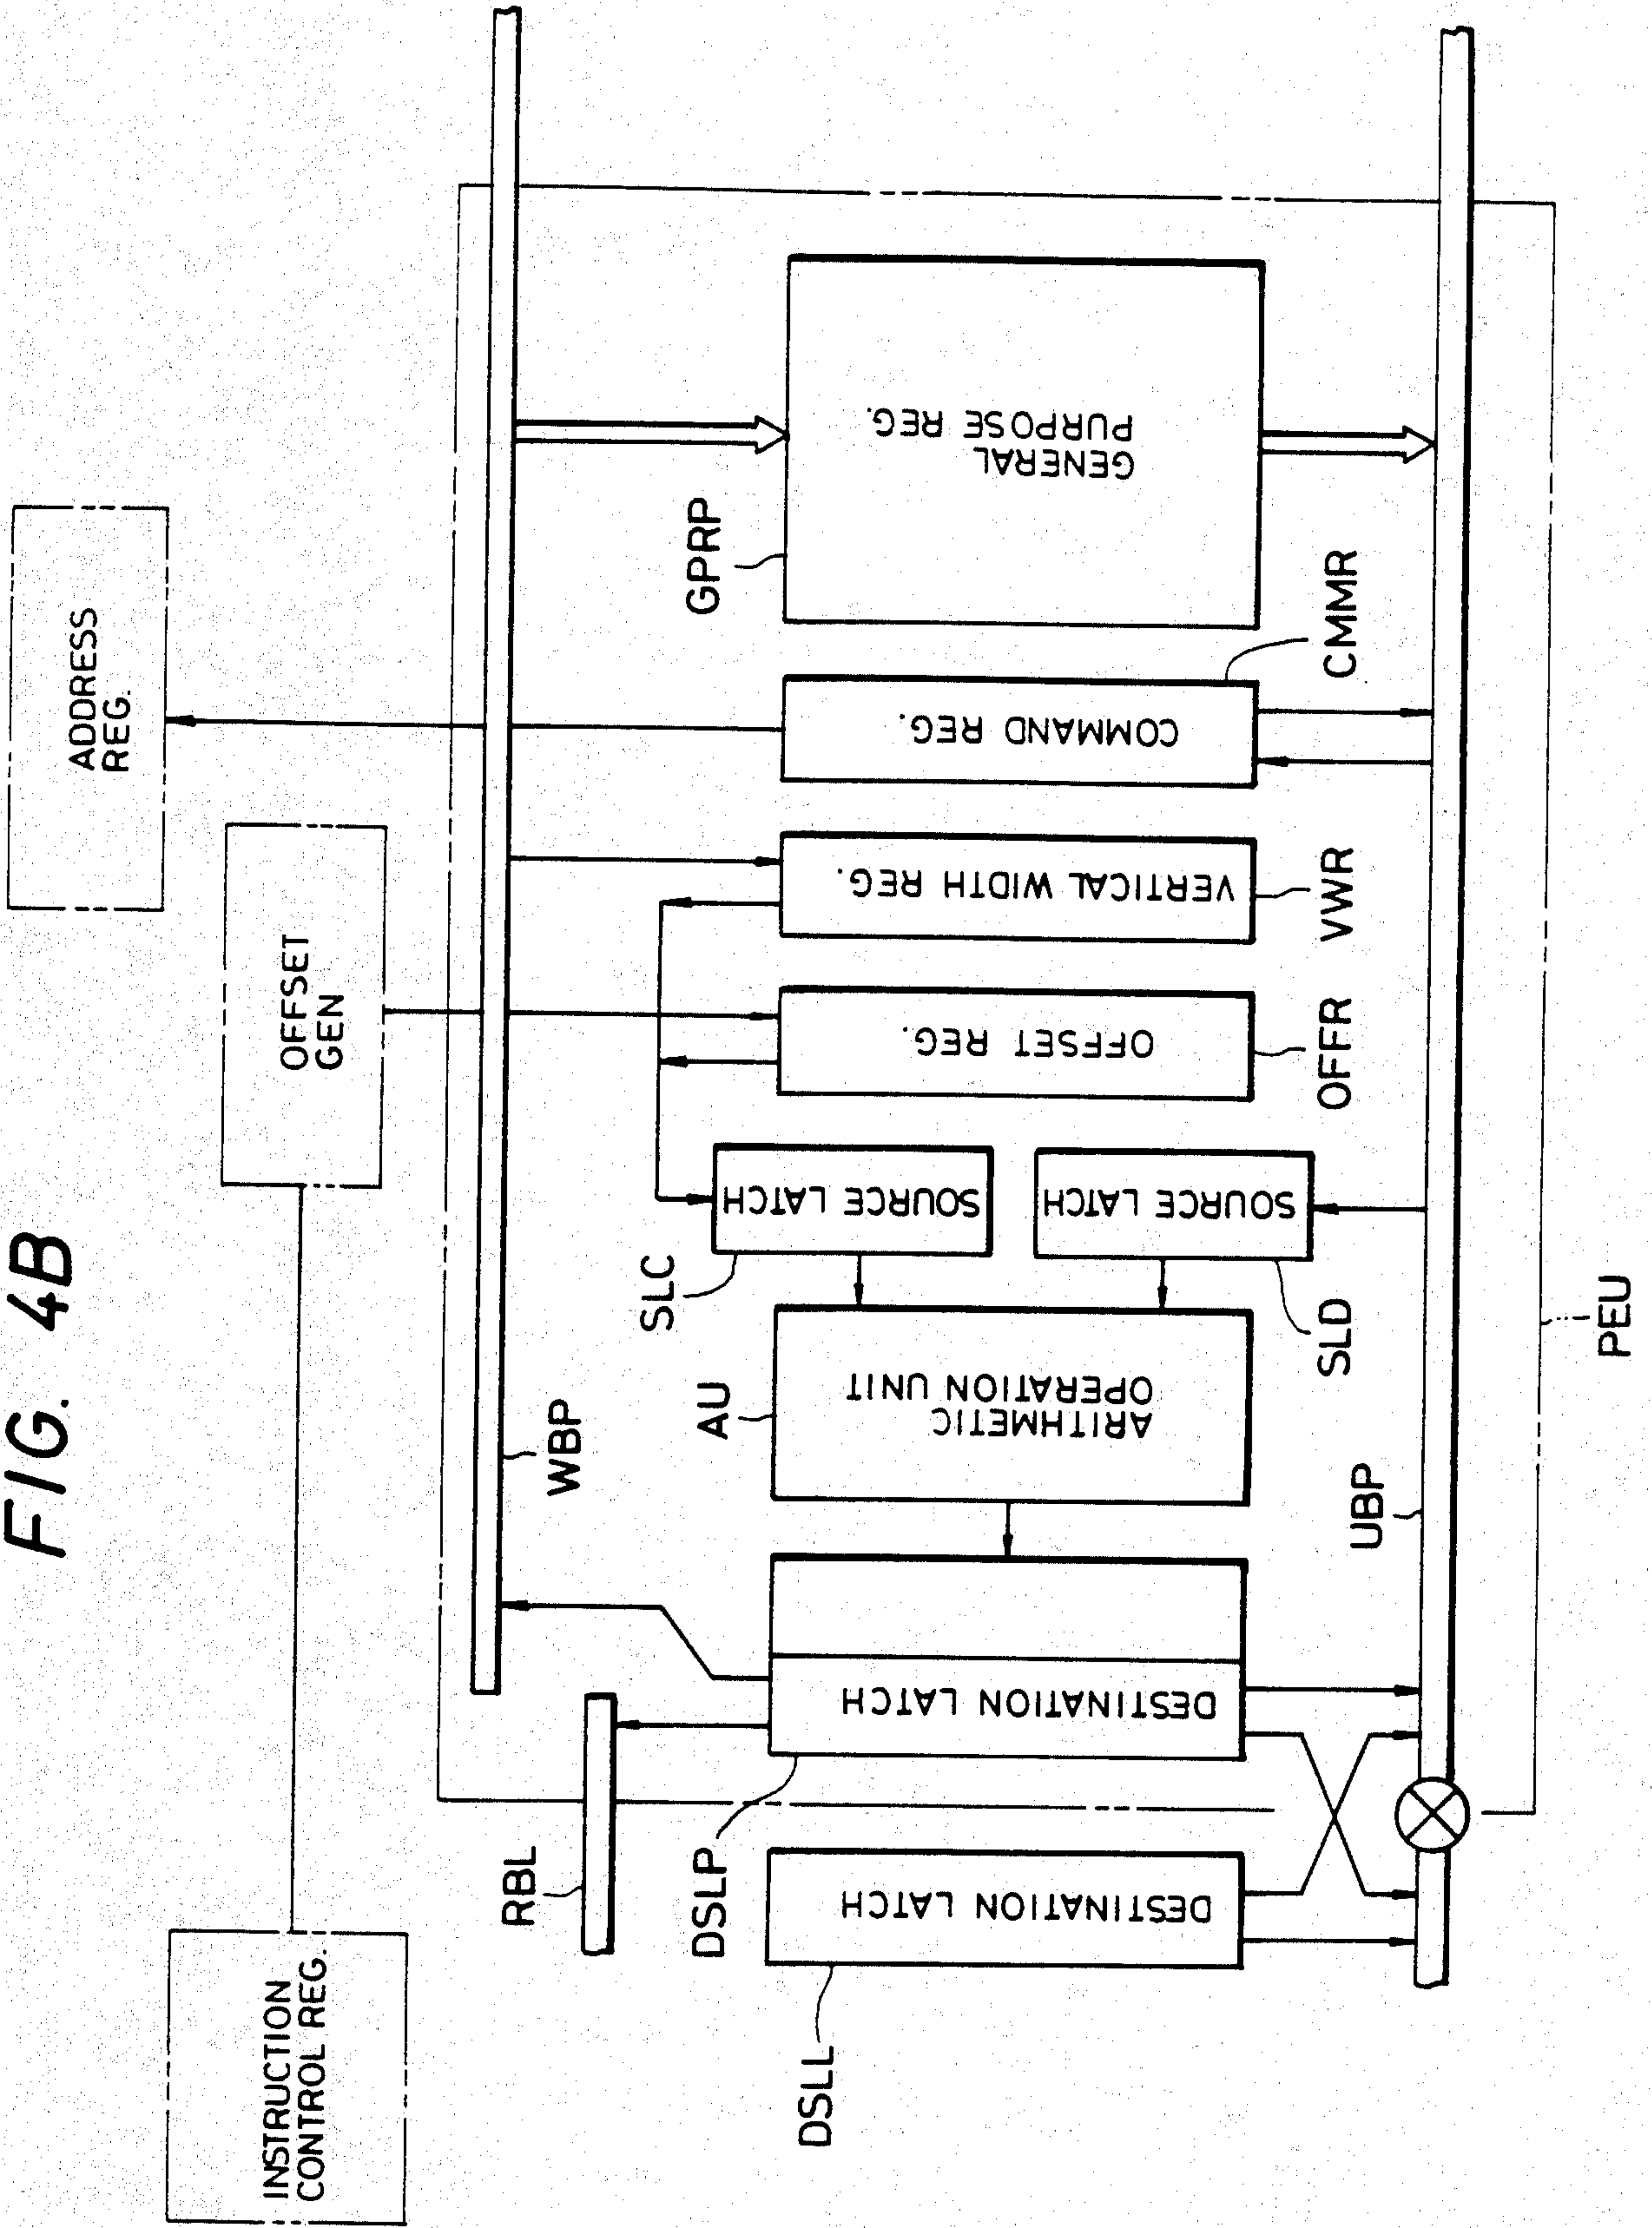 FIG. 4B
INSTRUCTION
CONTROL REG.
OFFSET
GEN
ADDRESS
REG.
RBL
WBP
DSLL
DSLP
AU
SLC
GPRP
DESTINATION LATCH
DESTINATION LATCH
ARITHMETIC
OPERATION UNIT
SOURCE LATCH
SOURCE LATCH
OFFSET REG.
VERTICAL WIDTH REG.
COMMAND REG.
GENERAL
PURPOSE REG.
UBP
SLD
OFFR
VWR
CMMR
PEU